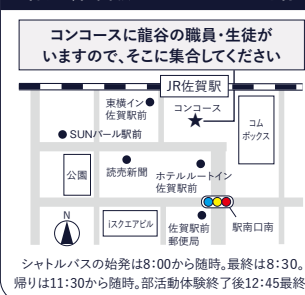 コンコースに龍谷の職員・生徒が
いますので、そこに集合してください
JR佐賀駅
東横イン
佐賀駅前
コンコース
コム
ボックス
SUNパール駅前
公園
読売新聞
ホテルルートイン
佐賀駅前
N
iスクエアビル
佐賀駅前
郵便局
駅南口南
シャトルバスの始発は8:00から随時。最終は8:30。
帰りは11:30から随時。部活動体験終了後12:45最終